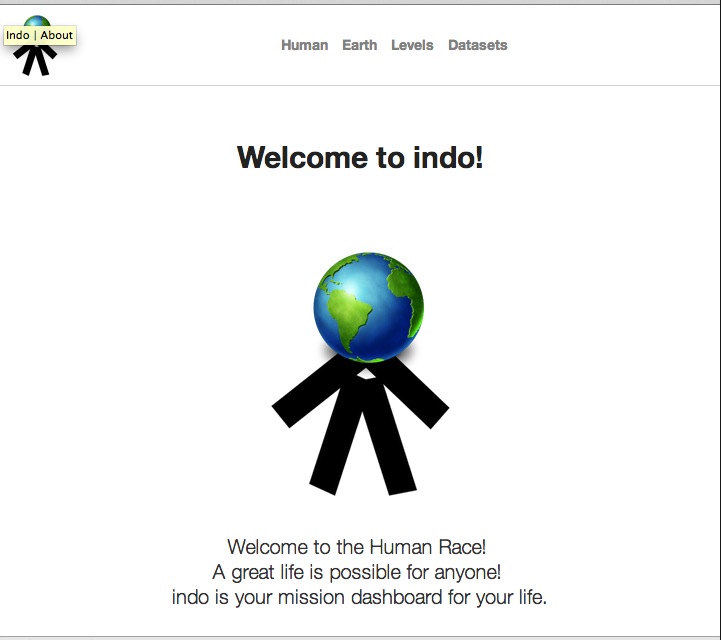 Indo | About
Human Earth Levels Datasets
Welcome to indo!
Welcome to the Human Race!
A great life is possible for anyone!
indo is your mission dashboard for your life.